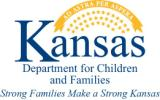 AD ASTRA PER ASPERA
Kansas
Department for Children
and Families
Strong Families Make a Strong Kansas